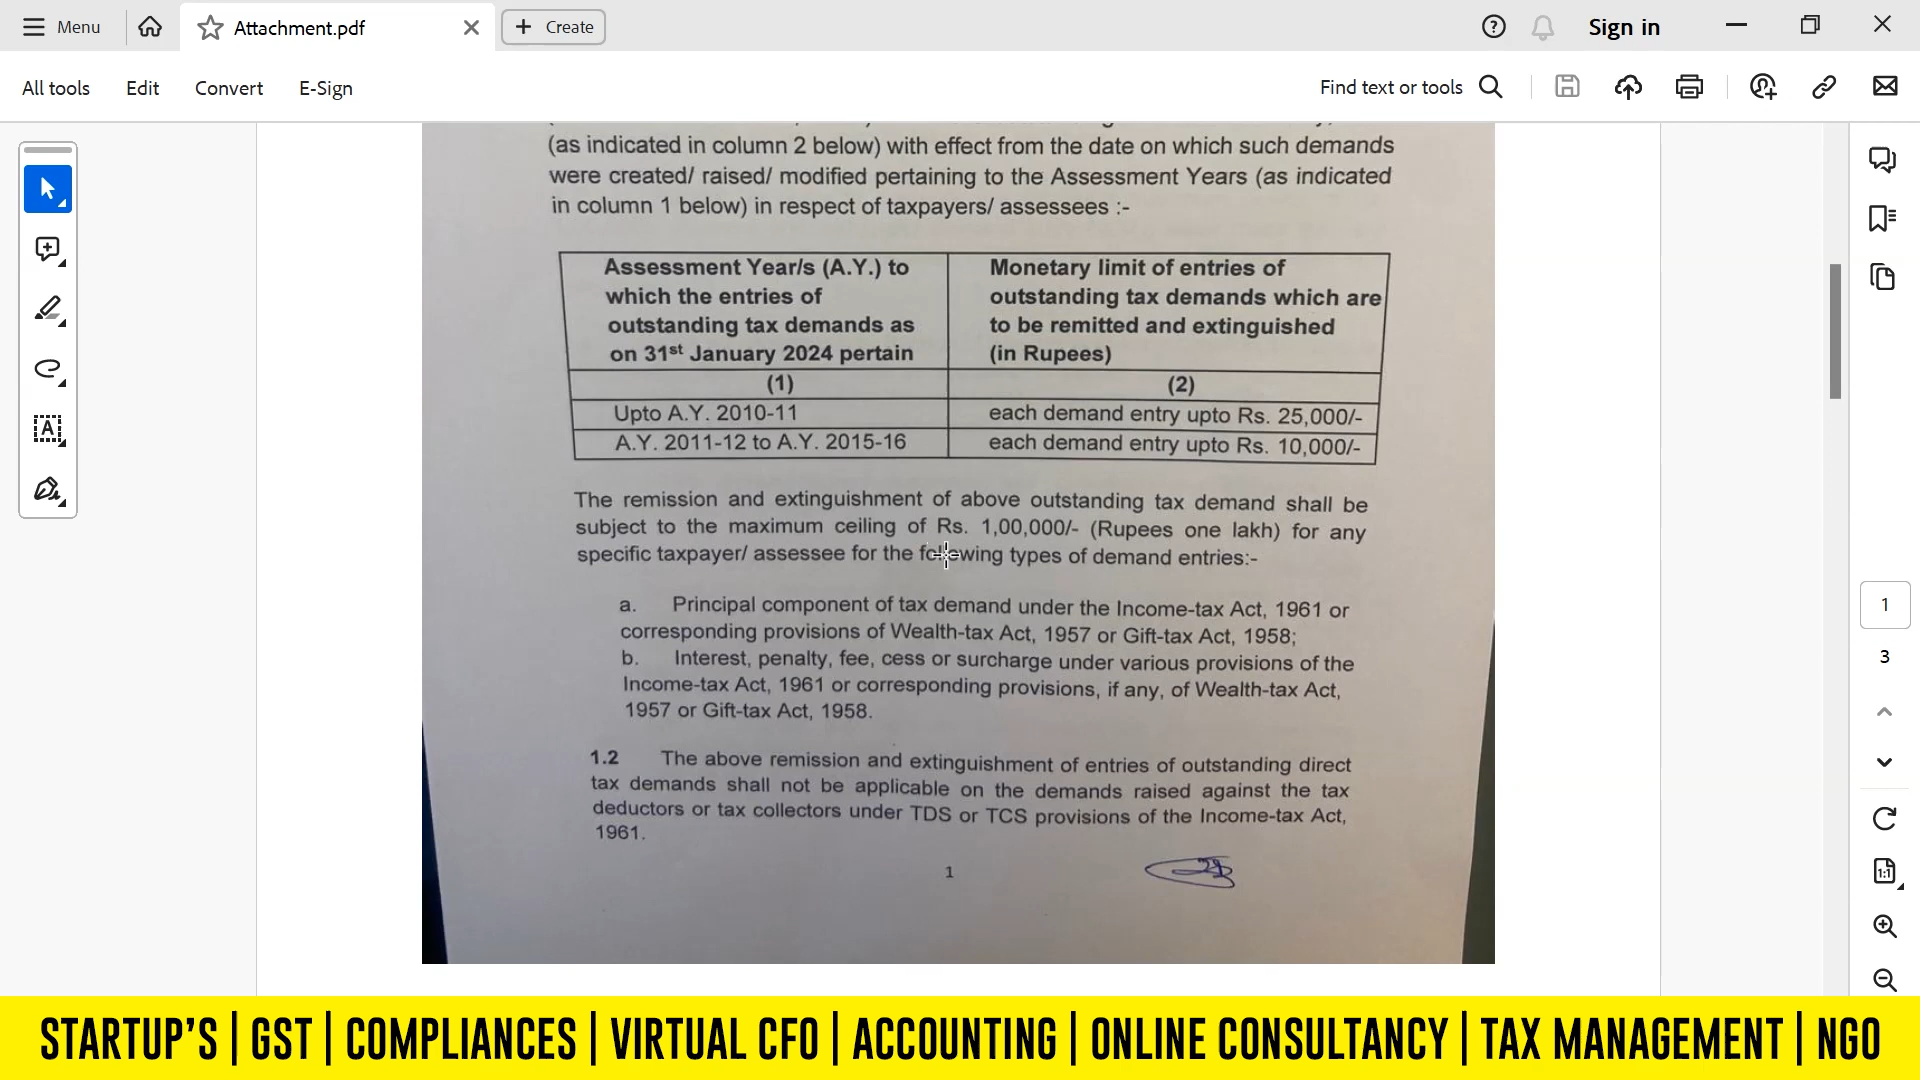 Menu
Attachment.pdf
Create
Sign in
All tools
Edit
Convert
E-Sign
Find text or tools
(as indicated in column 2 below) with effect from the date on which such demands
were created/ raised/ modified pertaining to the Assessment Years (as indicated
in column 1 below) in respect of taxpayers/ assessees :-
Assessment Year/s (A.Y.) to
which the entries of
outstanding tax demands as
on 31st January 2024 pertain
Monetary limit of entries of
outstanding tax demands which are
to be remitted and extinguished
(in Rupees)
(1)
(2)
Upto A.Y. 2010-11
each demand entry upto Rs. 25,000/-
A.Y. 2011-12 to A.Y. 2015-16
each demand entry upto Rs. 10,000/-
The remission and extinguishment of above outstanding tax demand shall be
subject to the maximum ceiling of Rs. 1,00,000/- (Rupees one lakh) for any
specific taxpayer/ assessee for the following types of demand entries:-
a. Principal component of tax demand under the Income-tax Act, 1961 or
corresponding provisions of Wealth-tax Act, 1957 or Gift-tax Act, 1958;
b. Interest, penalty, fee, cess or surcharge under various provisions of the
Income-tax Act, 1961 or corresponding provisions, if any, of Wealth-tax Act,
1957 or Gift-tax Act, 1958.
1.2 The above remission and extinguishment of entries of outstanding direct
tax demands shall not be applicable on the demands raised against the tax
deductors or tax collectors under TDS or TCS provisions of the Income-tax Act,
1961.
1
1
3
STARTUP'S | GST | COMPLIANCES | VIRTUAL CFO | ACCOUNTING | ONLINE CONSULTANCY | TAX MANAGEMENT | NGO